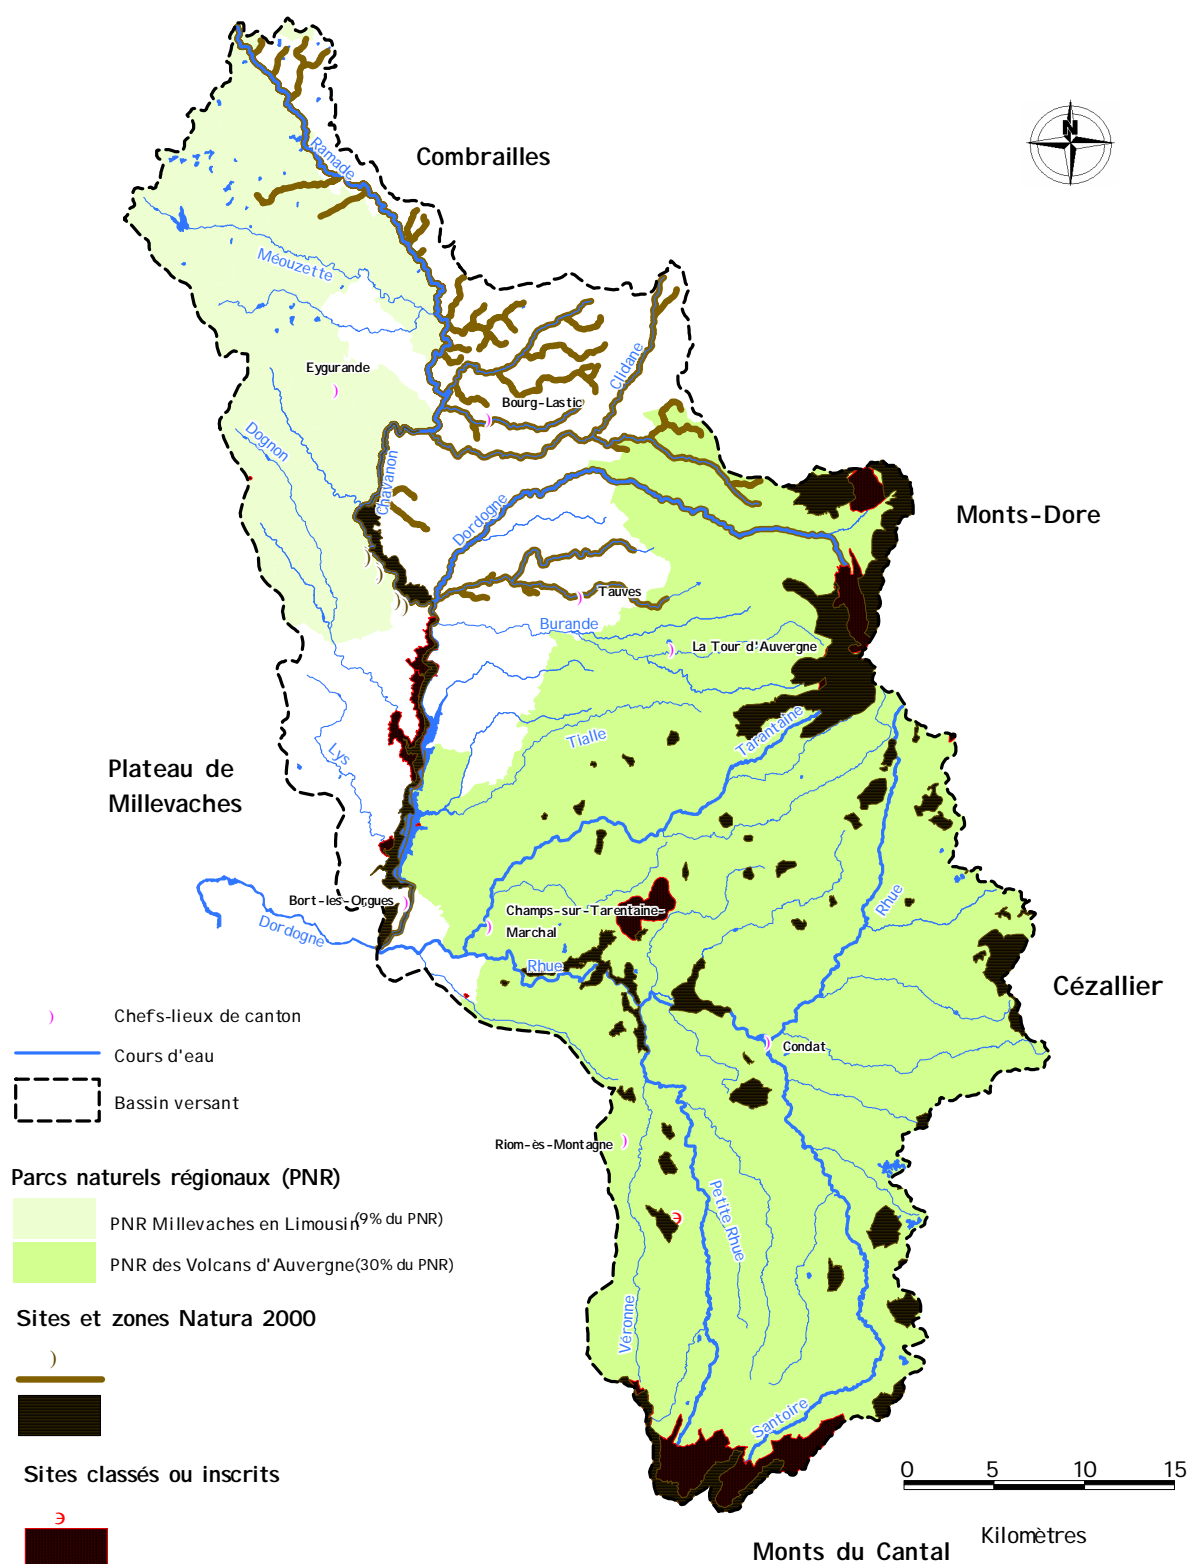 N
Combrailles
Ramade
Méouzette
Eygurande
Clidane
Bourg-Lastic
Dognon
Chavanon
Dordogne
Monts-Dore
Tauves
Burande
La Tour d'Auvergne
Tarantaine
Tialle
Lys
Plateau de
Millevaches
Rhue
Bort-les-Orgues
Champs-sur-Tarentaine-
Marchal
Dordogne
Rhue
Cézallier
Condat
Chefs-lieux de canton
Cours d'eau
Bassin versant
Riom-ès-Montagne
Parcs naturels régionaux (PNR)
PNR Millevaches en Limousin (9% du PNR)
PNR des Volcans d'Auvergne (30% du PNR)
Petite Rhue
Véronne
Sites et zones Natura 2000
Santoire
Sites classés ou inscrits
0 5 10 15
Kilomètres
Monts du Cantal